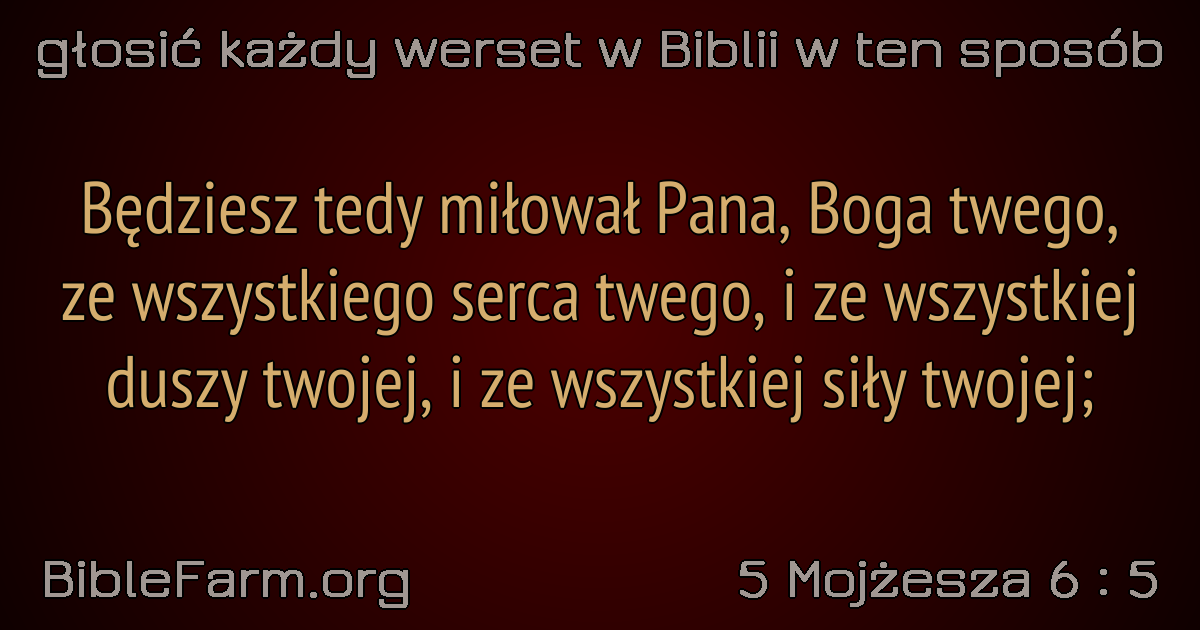 głosić każdy werset w Biblii w ten sposób
Będziesz tedy miłował Pana, Boga twego,
ze wszystkiego serca twego, i ze wszystkiej
duszy twojej, i ze wszystkiej siły twojej;
BibleFarm.org
5 Mojżesza 6 : 5